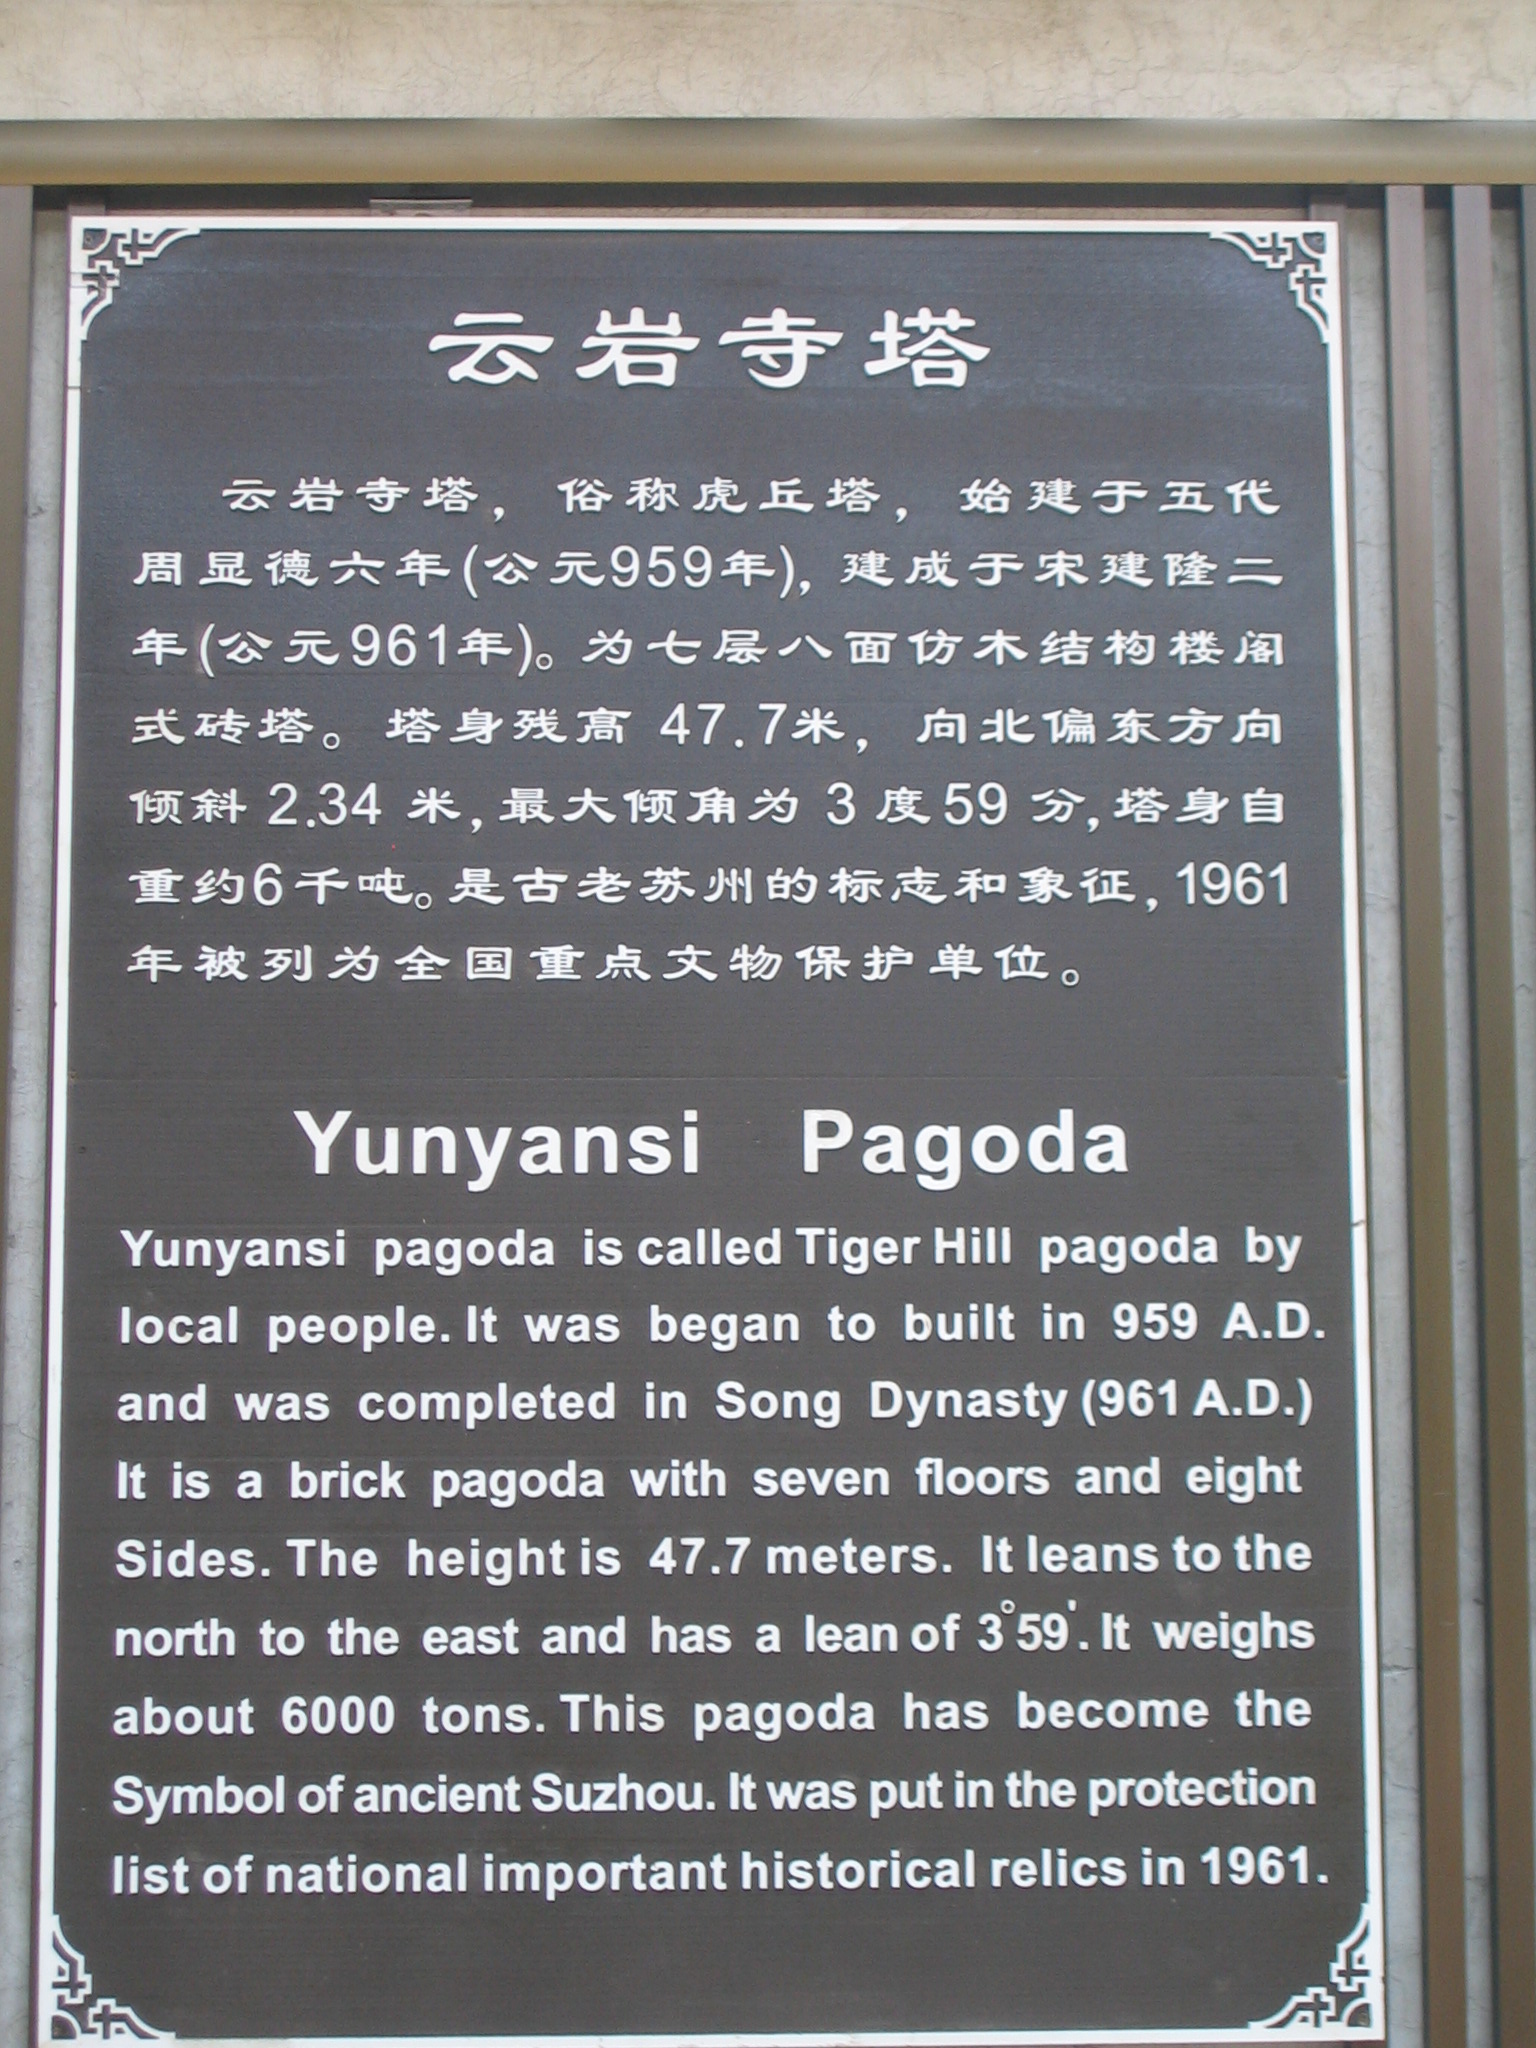 云岩寺塔
云岩寺塔，俗称虎丘塔，始建于五代
周显德六年(公元959年)，建成于宋建隆二
年(公元961年)。为七层八面仿木结构楼阁
式砖塔。塔身残高 47.7米，向北偏东方向
倾斜 2.34 米，最大倾角为 3 度59 分，塔身自
重约6千吨。是古老苏州的标志和象征，1961
年被列为全国重点文物保护单位。
Yunyansi Pagoda
Yunyansi pagoda is called Tiger Hill pagoda by
local people. It was began to built in 959 A.D.
and was completed in Song Dynasty (961 A.D.)
It is a brick pagoda with seven floors and eight
Sides. The height is 47.7 meters. It leans to the
north to the east and has a lean of 3°59'. It weighs
about 6000 tons. This pagoda has become the
Symbol of ancient Suzhou. It was put in the protection
list of national important historical relics in 1961.